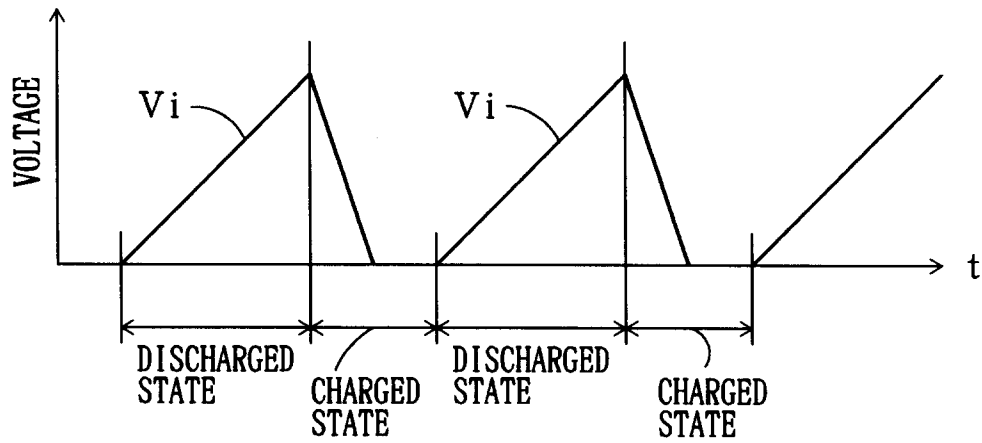 VOLTAGE
Vi
Vi
t
DISCHARGED
STATE
CHARGED
STATE
DISCHARGED
STATE
CHARGED
STATE